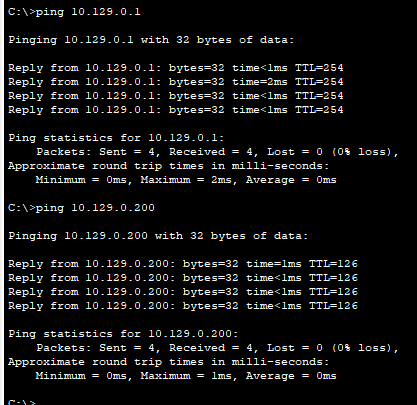 C:\>ping 10.129.0.1
Pinging 10.129.0.1 with 32 bytes of data:
Reply from 10.129.0.1: bytes=32 time<1ms TTL=254
Reply from 10.129.0.1: bytes=32 time=2ms TTL=254
Reply from 10.129.0.1: bytes=32 time<1ms TTL=254
Reply from 10.129.0.1: bytes=32 time<1ms TTL=254
Ping statistics for 10.129.0.1:
    Packets: Sent = 4, Received = 4, Lost = 0 (0% loss),
Approximate round trip times in milli-seconds:
    Minimum = 0ms, Maximum = 2ms, Average = 0ms
C:\>ping 10.129.0.200
Pinging 10.129.0.200 with 32 bytes of data:
Reply from 10.129.0.200: bytes=32 time=1ms TTL=126
Reply from 10.129.0.200: bytes=32 time<1ms TTL=126
Reply from 10.129.0.200: bytes=32 time<1ms TTL=126
Reply from 10.129.0.200: bytes=32 time<1ms TTL=126
Ping statistics for 10.129.0.200:
    Packets: Sent = 4, Received = 4, Lost = 0 (0% loss),
Approximate round trip times in milli-seconds:
    Minimum = 0ms, Maximum = 1ms, Average = 0ms
C:\>